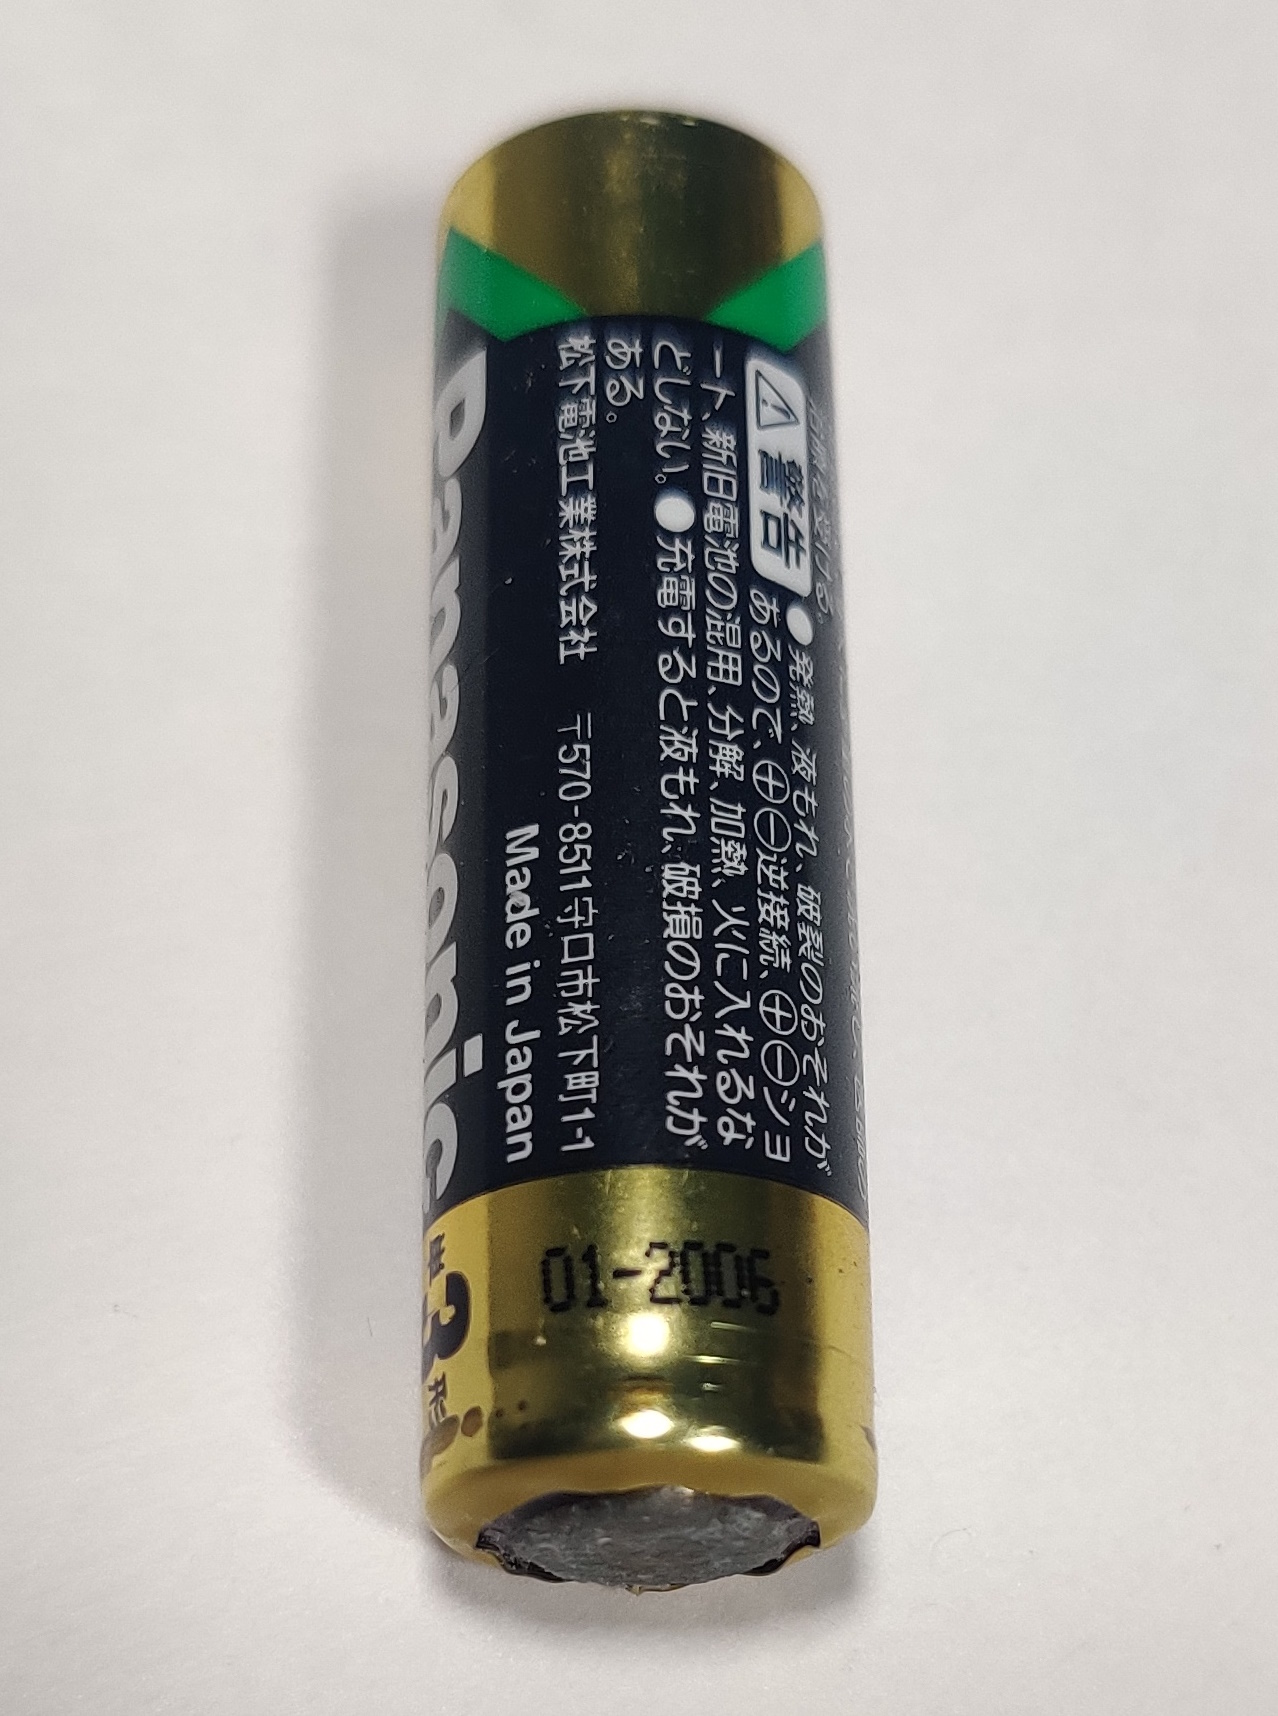 Panasonic
単3形
⚠警告
●発熱、液もれ、破裂のおそれが
あるので、⊕⊖逆接続、⊕⊖ショ
ート、新旧電池の混用、分解、加熱、火に入れるな
どしない。●充電すると液もれ、破損のおそれが
ある。
松下電池工業株式会社 〒570-8511 守口市松下町1-1
Made in Japan
01-2006